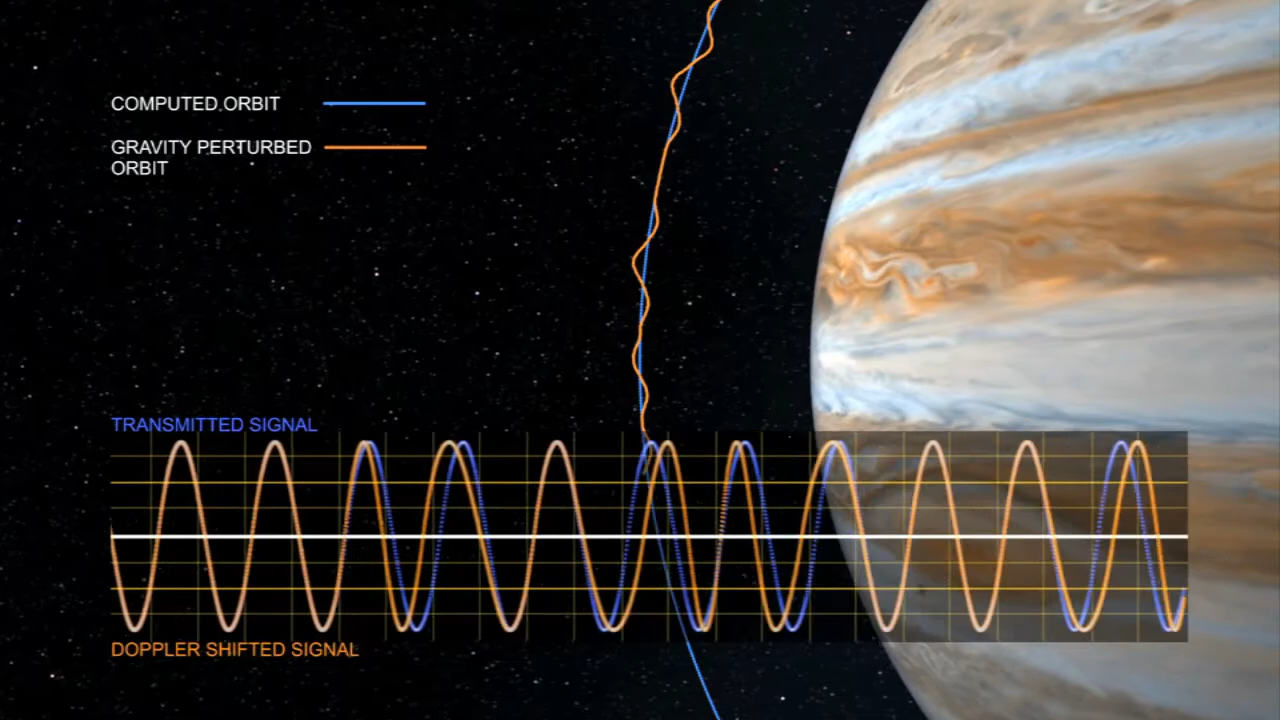 COMPUTED ORBIT
GRAVITY PERTURBED
ORBIT
TRANSMITTED SIGNAL
DOPPLER SHIFTED SIGNAL